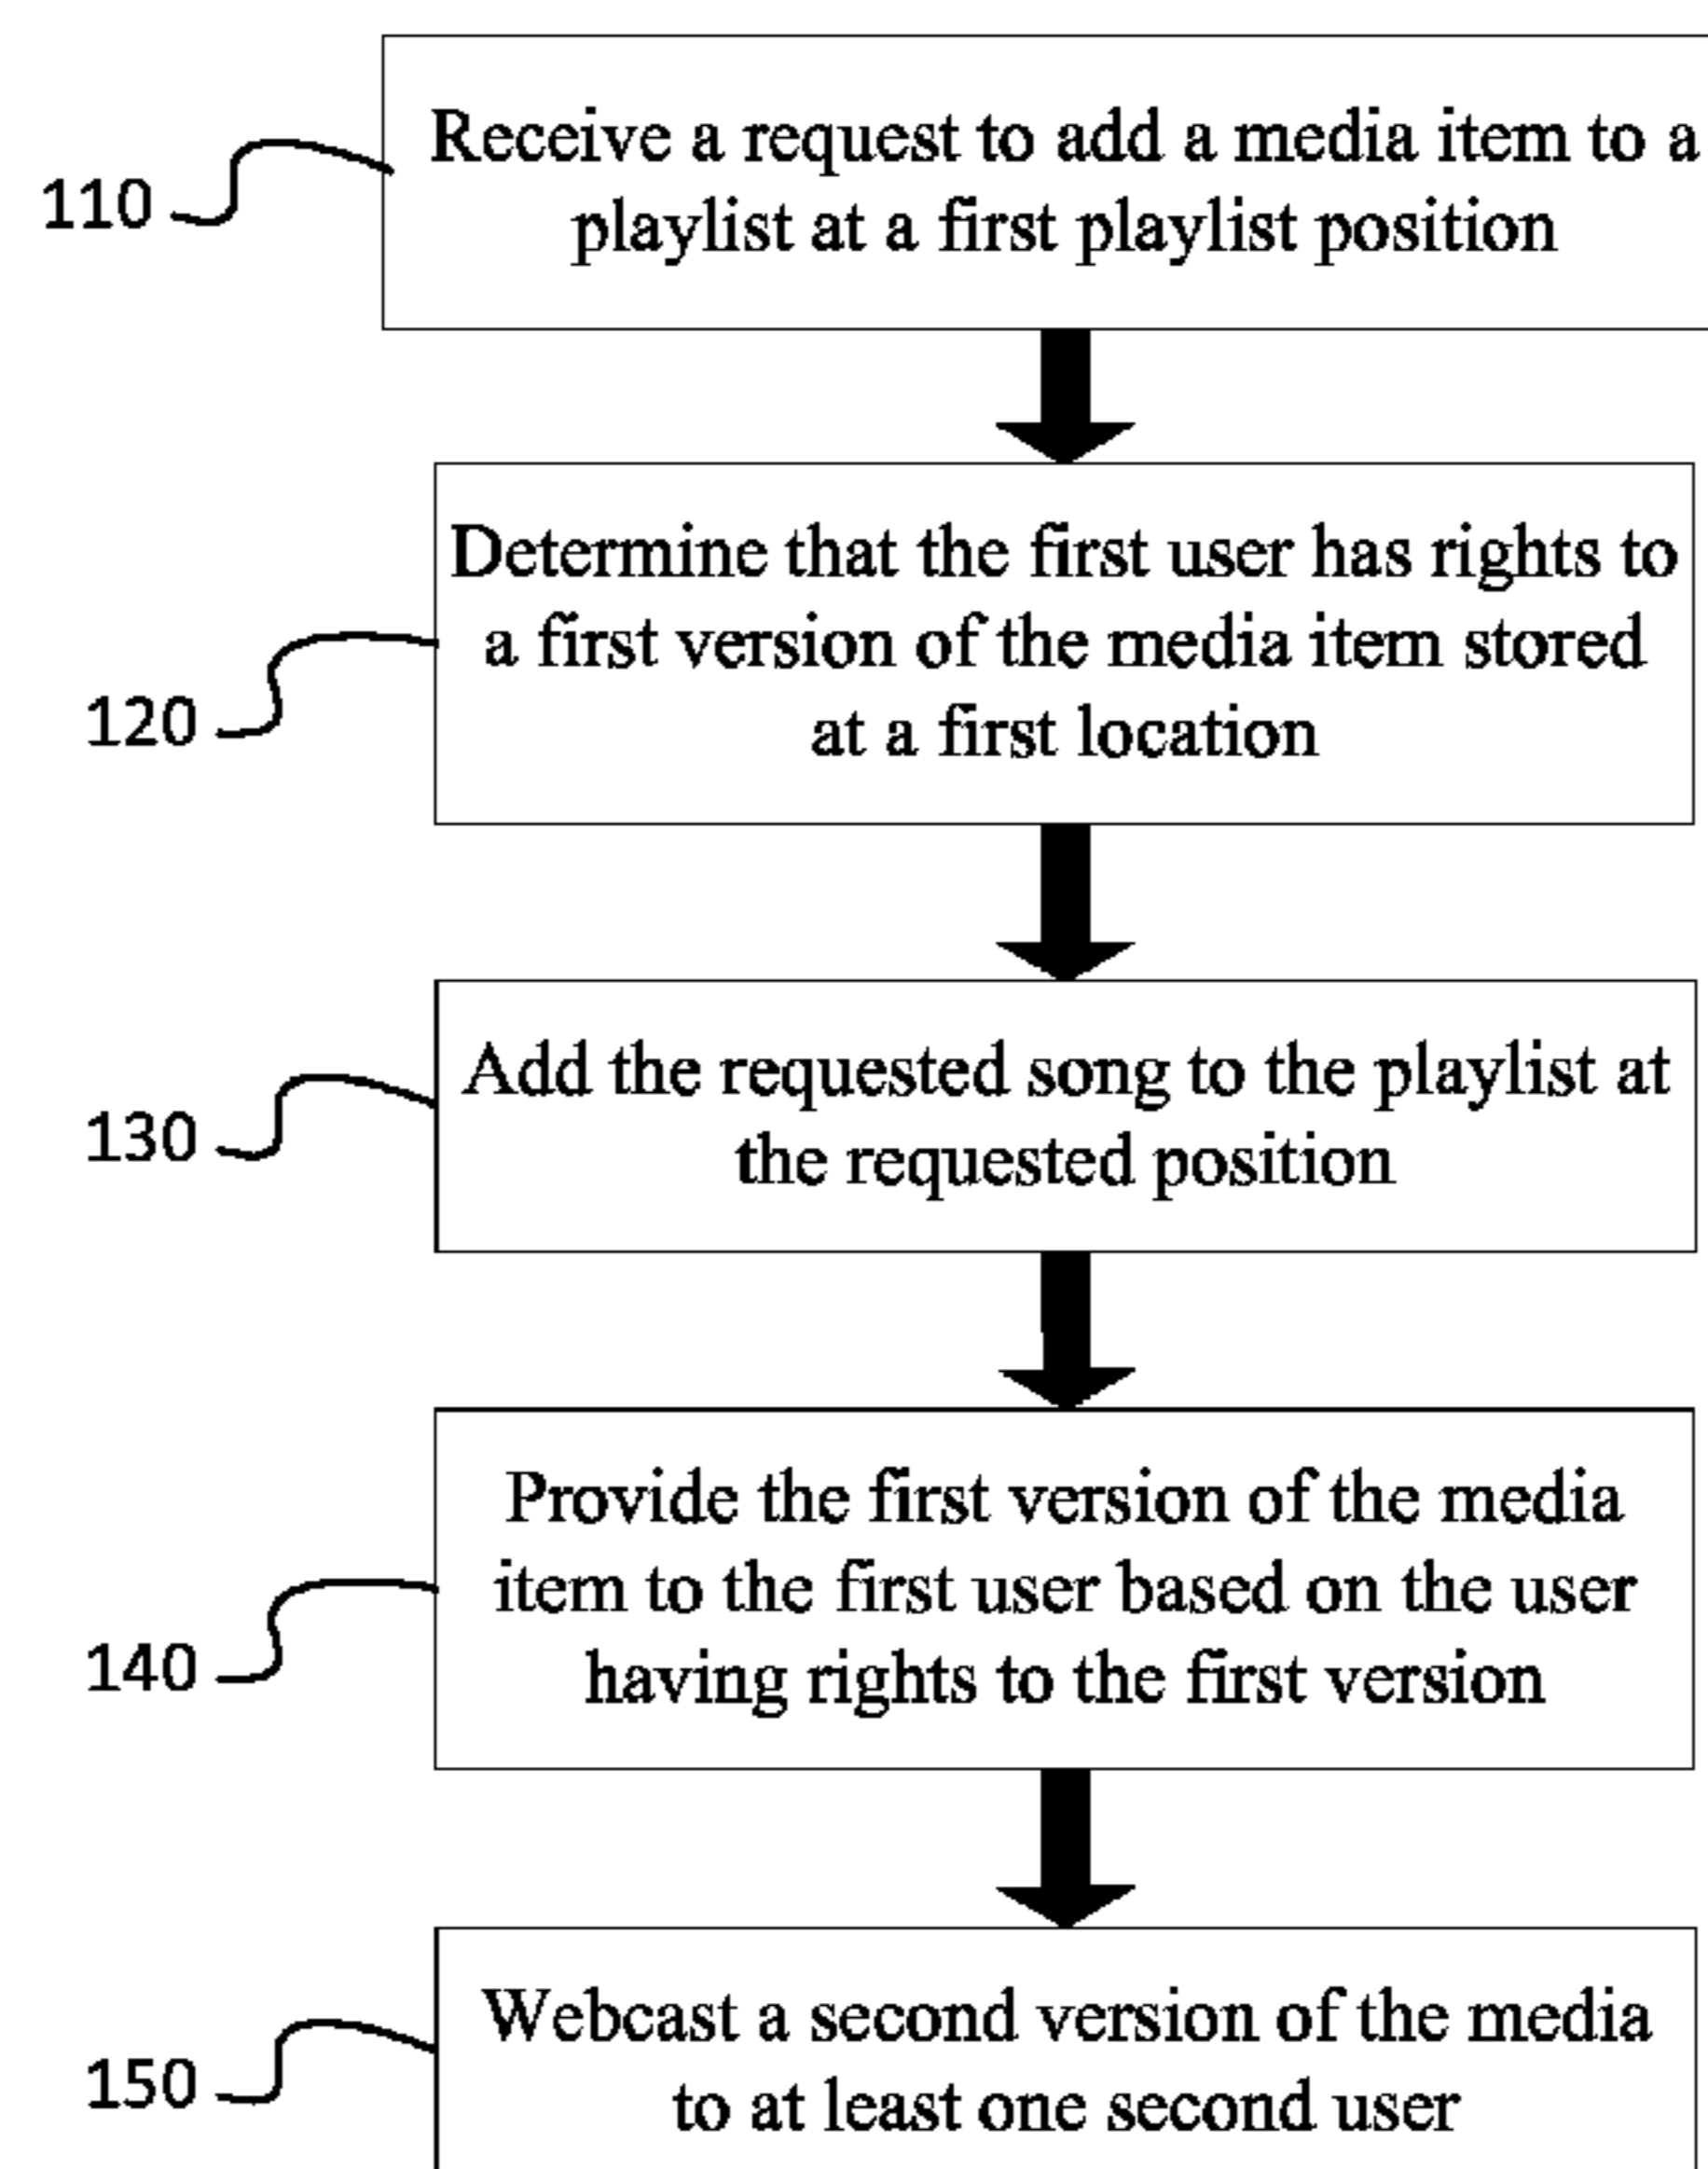 Receive a request to add a media item to a
playlist at a first playlist position
110
Determine that the first user has rights to
a first version of the media item stored
at a first location
120
Add the requested song to the playlist at
the requested position
130
Provide the first version of the media
item to the first user based on the user
having rights to the first version
140
Webcast a second version of the media
to at least one second user
150